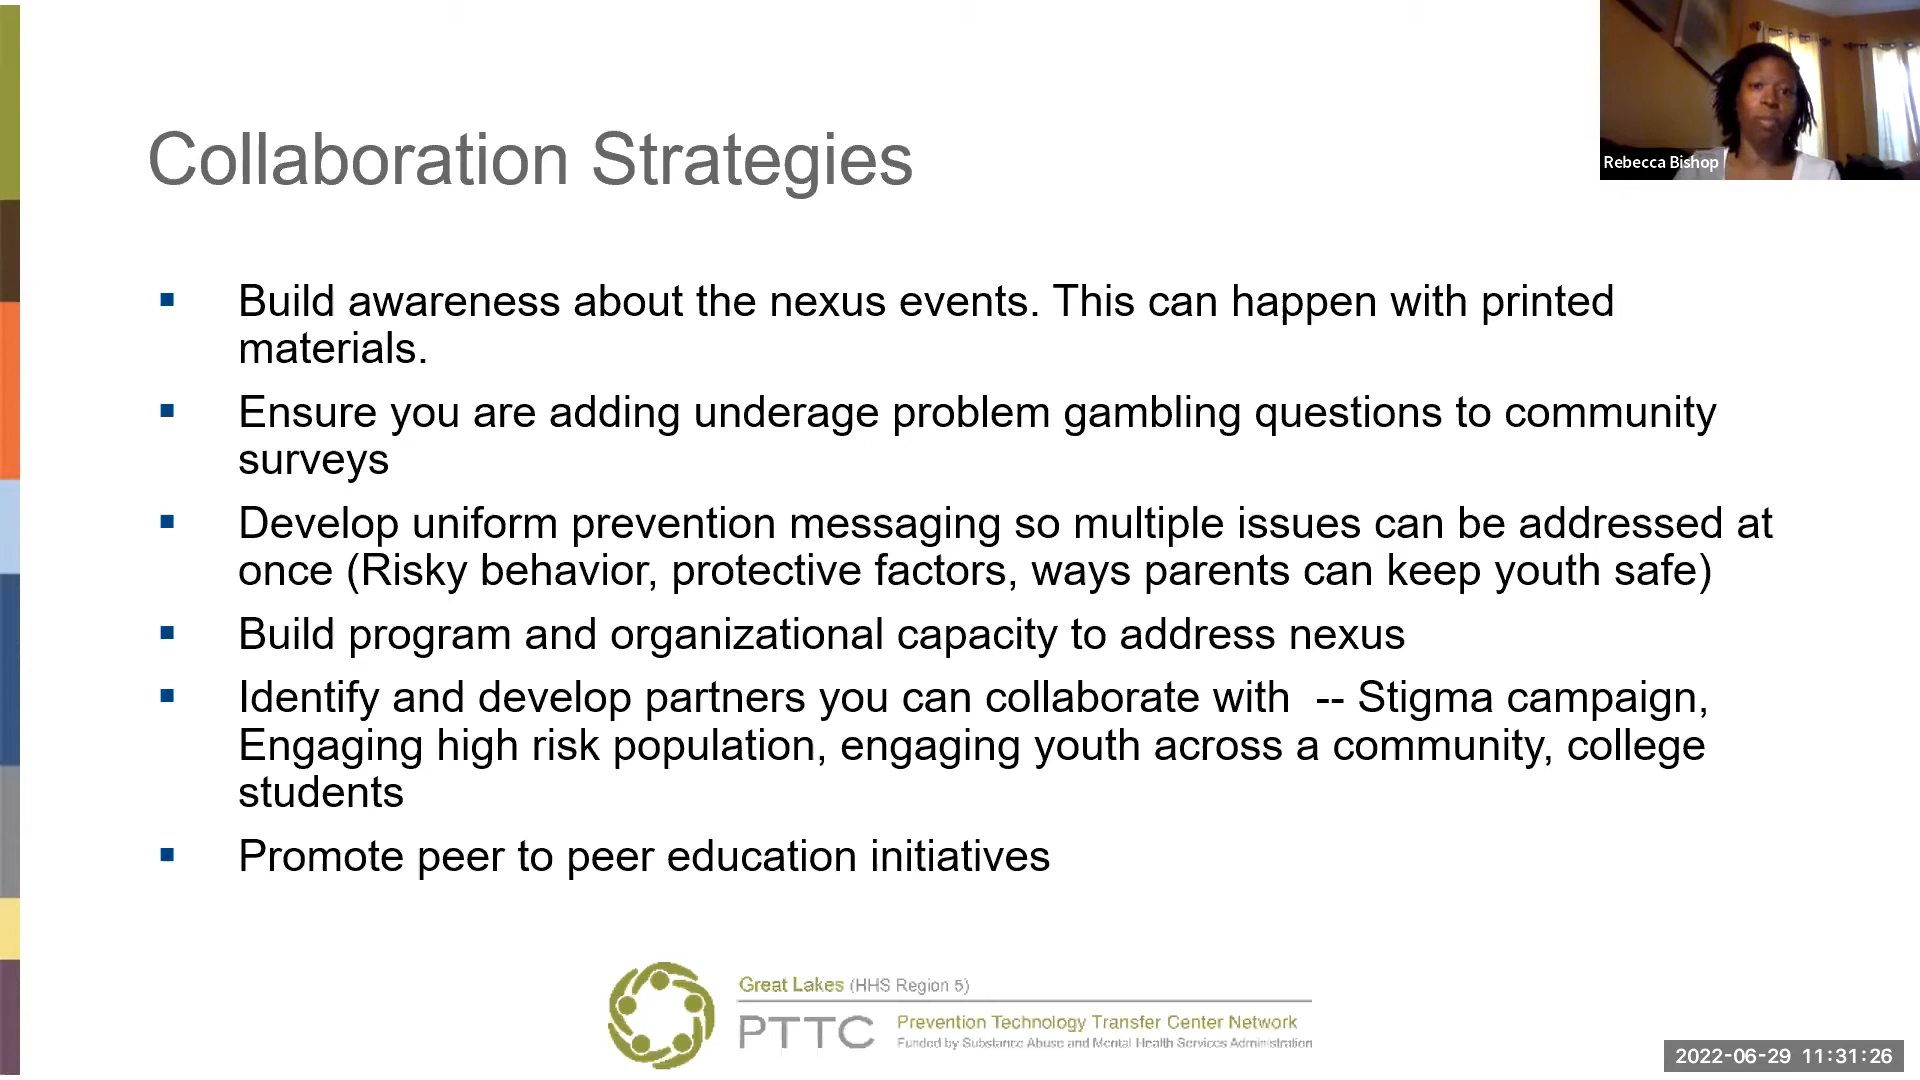 Collaboration Strategies
Rebecca Bishop
▪ Build awareness about the nexus events. This can happen with printed
materials.
▪ Ensure you are adding underage problem gambling questions to community
surveys
▪ Develop uniform prevention messaging so multiple issues can be addressed at
once (Risky behavior, protective factors, ways parents can keep youth safe)
▪ Build program and organizational capacity to address nexus
▪ Identify and develop partners you can collaborate with  -- Stigma campaign,
Engaging high risk population, engaging youth across a community, college
students
▪ Promote peer to peer education initiatives
Great Lakes (HHS Region 5)
PTTC
Prevention Technology Transfer Center Network
Funded by Substance Abuse and Mental Health Services Administration
2022-06-29 11:31:26